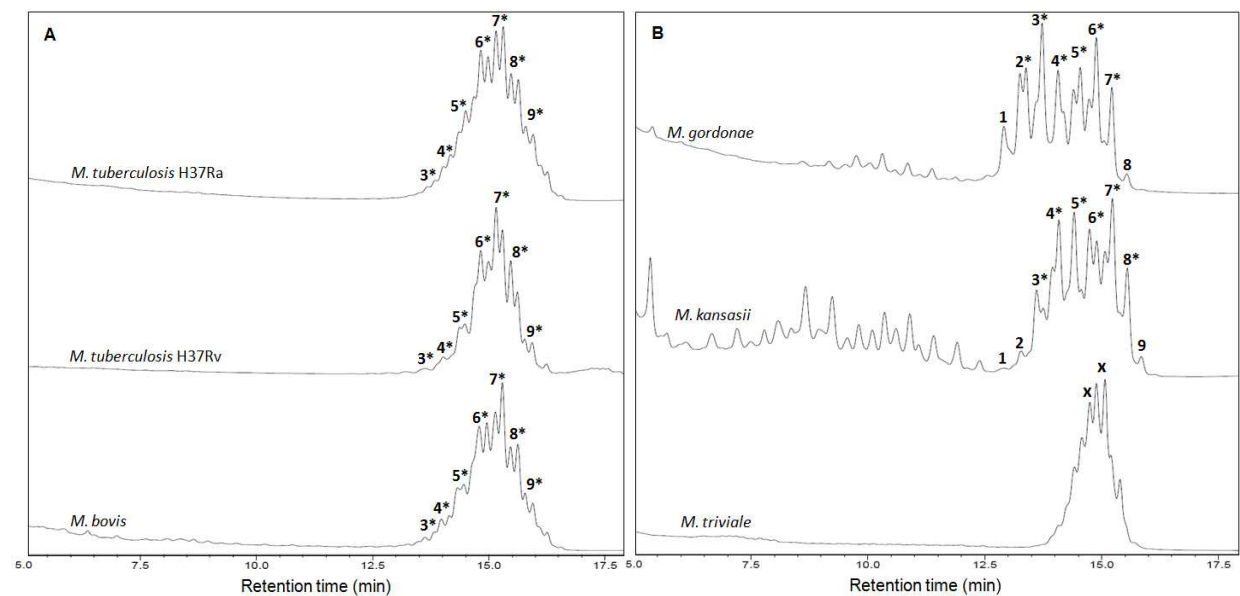 A
7*
6*
8*
5*
9*
4*
3*
M. tuberculosis H37Ra
7*
6*
8*
5*
9*
4*
3*
M. tuberculosis H37Rv
7*
6*
8*
5*
9*
4*
3*
M. bovis
5.0 7.5 10.0 12.5 15.0 17.5
Retention time (min)
B
3*
6*
2* 4* 5*
7*
1
8
M. gordonae
7*
4* 5* 6*
8*
3*
2
1
9
M. kansasii
x
x
M. triviale
5.0 7.5 10.0 12.5 15.0 17.5
Retention time (min)